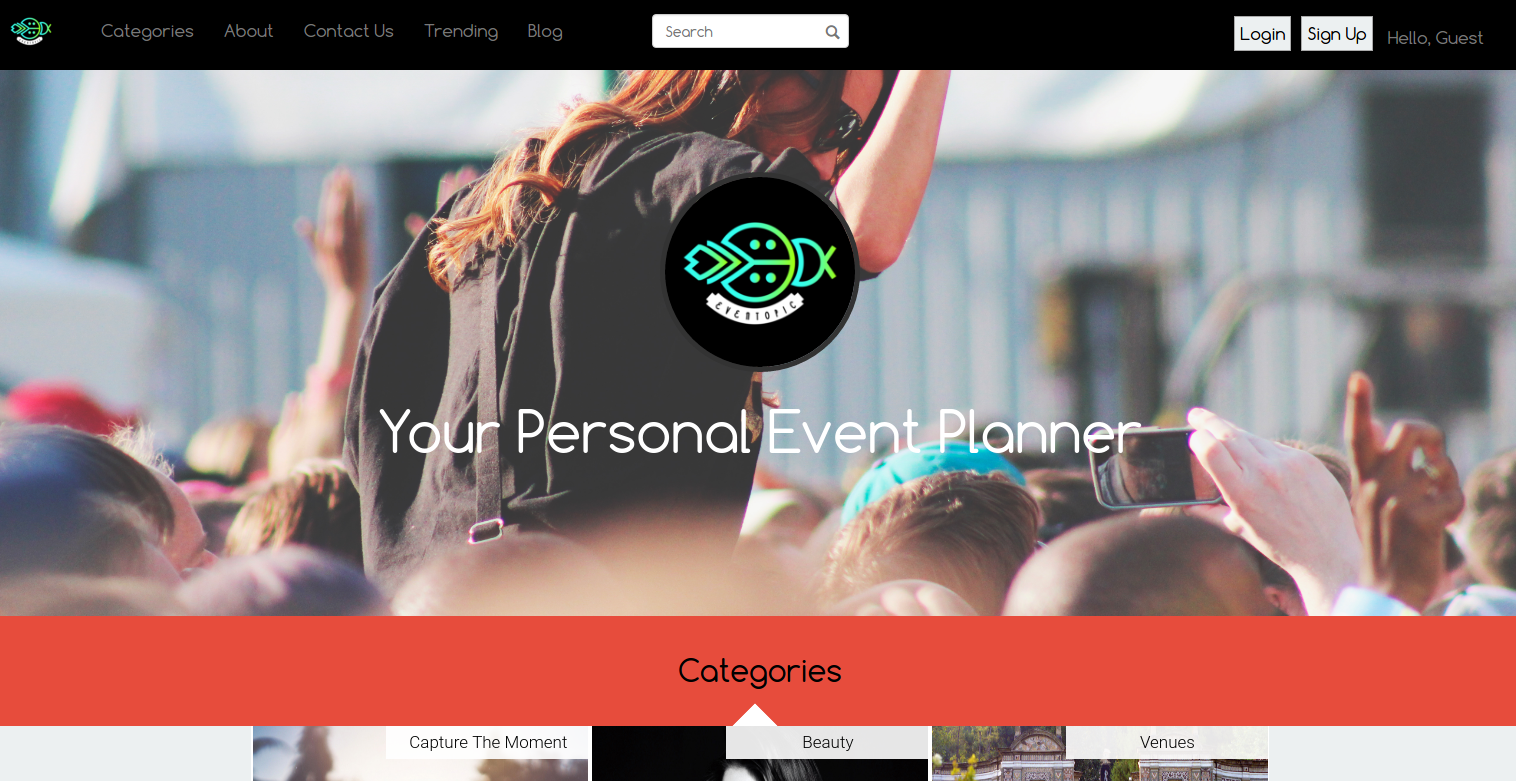 Categories About Contact Us Trending Blog Search Login Sign Up Hello, Guest
EVENTOPIC
Your Personal Event Planner
Categories
Capture The Moment Beauty Venues